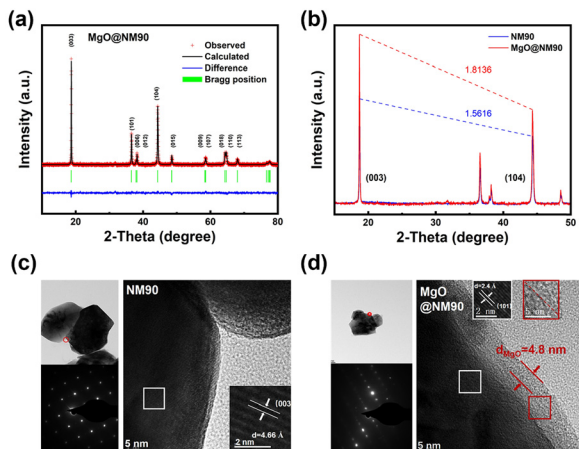 (a)
MgO@NM90
Observed
Calculated
Difference
Bragg position
(003)
(101)
(006)
(012)
(104)
(015)
(009)
(107)
(018)
(110)
(113)
Intensity (a.u.)
20 40 60 80
2-Theta (degree)
(b)
NM90
MgO@NM90
1.8136
1.5616
(003)
(104)
Intensity (a.u.)
20 30 40 50
2-Theta (degree)
(c)
NM90
(003)
d=4.66 Å
2 nm
5 nm
(d)
MgO
@NM90
d=2.4 Å
(101)
2 nm
5 nm
dMgO=4.8 nm
5 nm